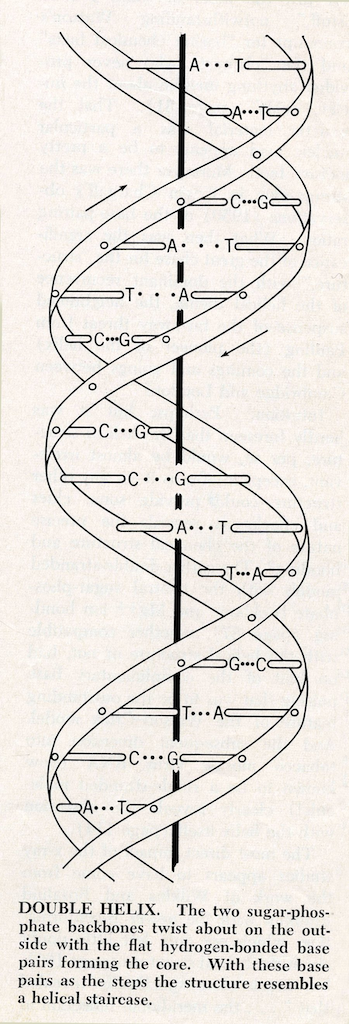 A•••T
A•••T
C•••G
A•••T
T•••A
C•••G
C•••G
C••••G
A•••T
T•••A
G•••C
T•••A
C•••G
A•••T
DOUBLE HELIX. The two sugar-phos-
phate backbones twist about on the out-
side with the flat hydrogen-bonded base
pairs forming the core. With these base
pairs as the steps the structure resembles
a helical staircase.